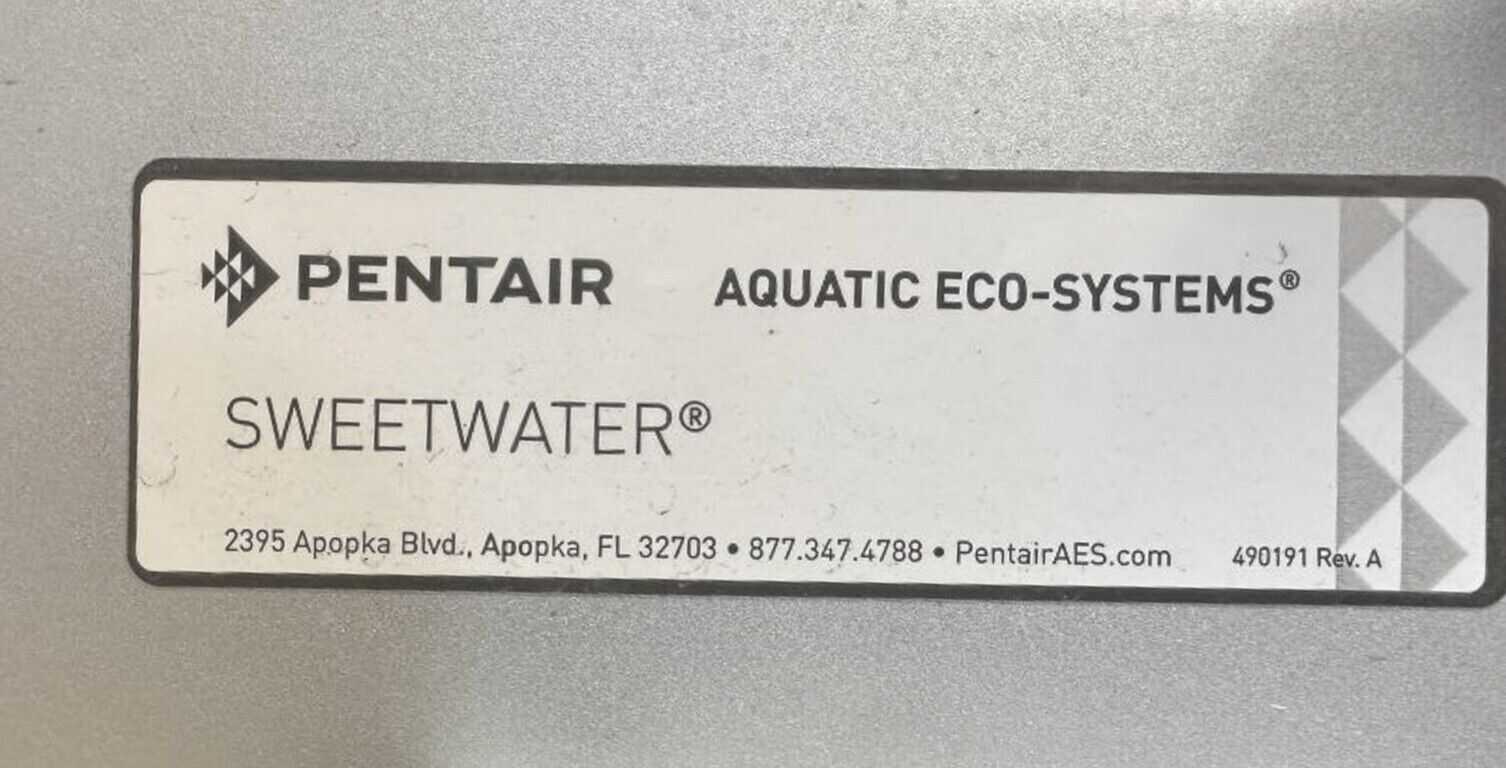 PENTAIR AQUATIC ECO-SYSTEMS®
SWEETWATER®
2395 Apopka Blvd., Apopka, FL 32703 • 877.347.4788 • PentairAES.com 490191 Rev. A